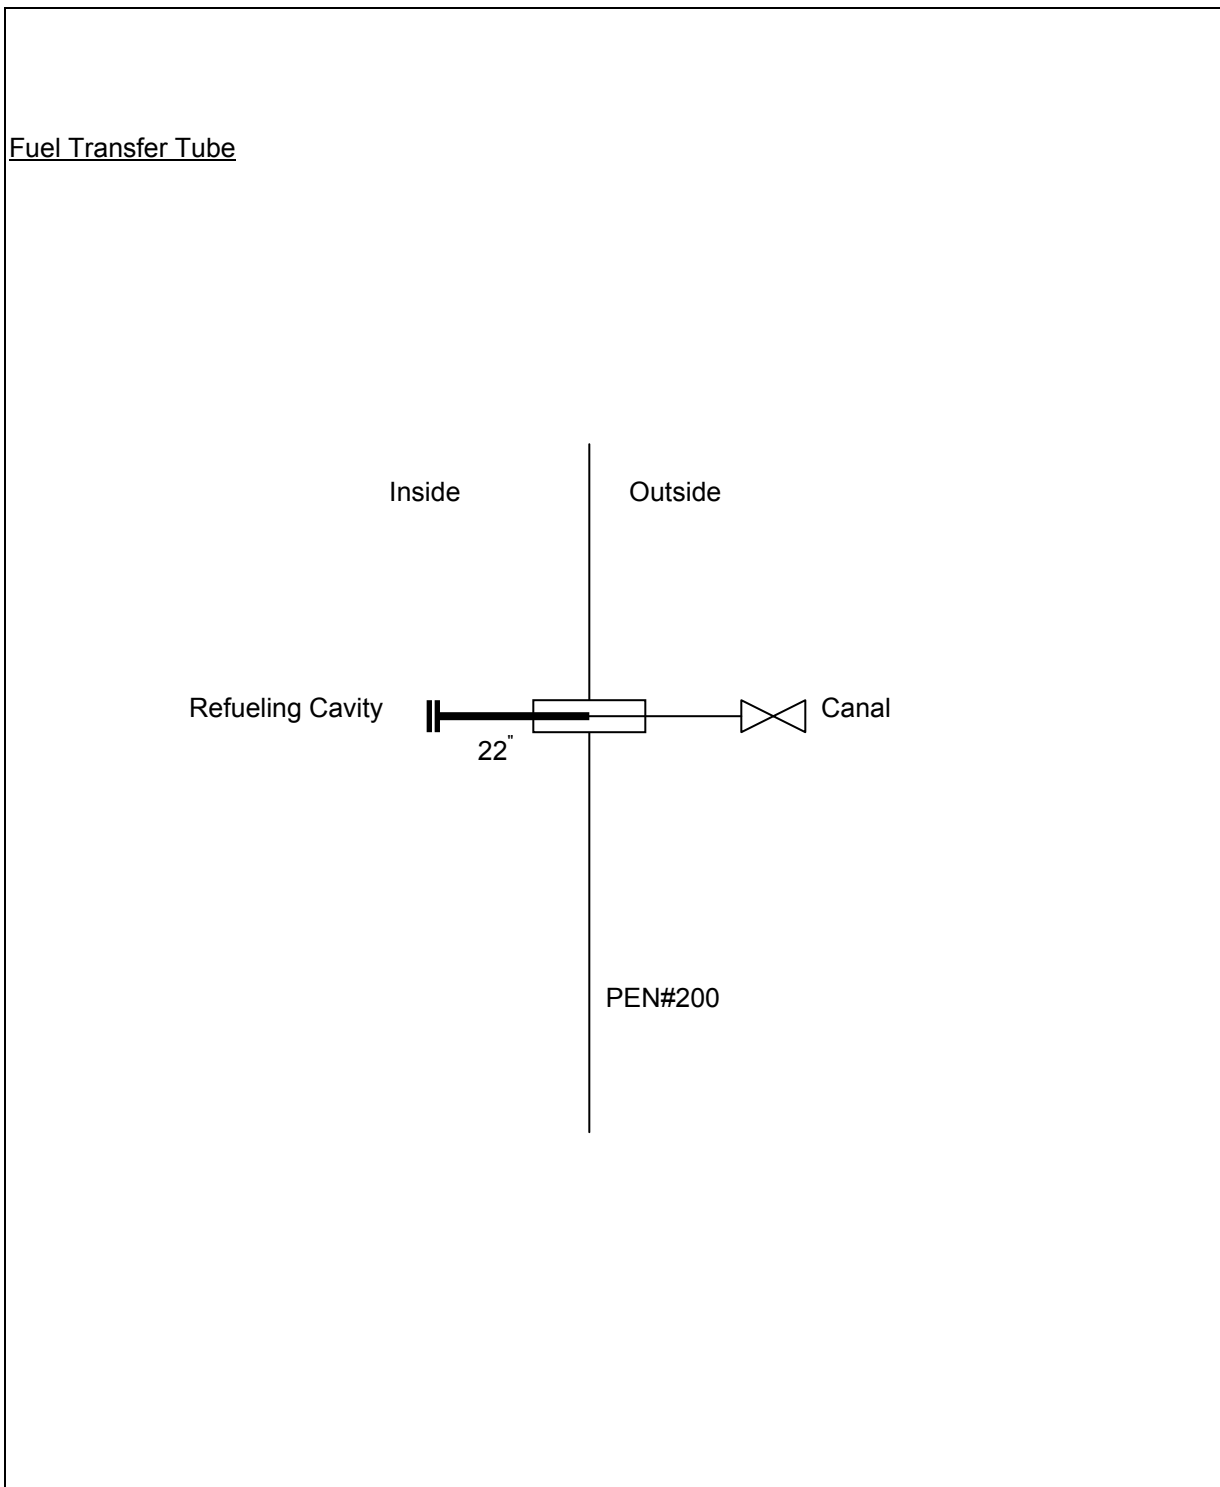 Fuel Transfer Tube
Inside
Outside
Refueling Cavity
Canal
22"
PEN#200